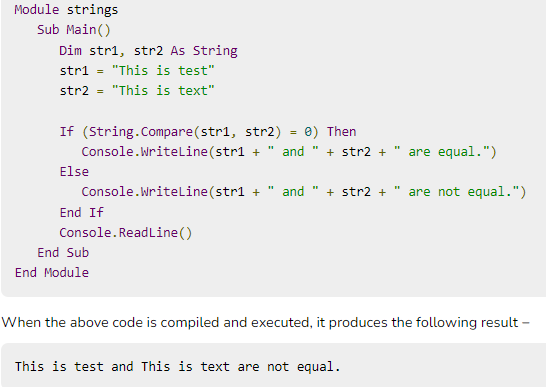 Module strings
   Sub Main()
      Dim str1, str2 As String
      str1 = "This is test"
      str2 = "This is text"

      If (String.Compare(str1, str2) = 0) Then
         Console.WriteLine(str1 + " and " + str2 + " are equal.")
      Else
         Console.WriteLine(str1 + " and " + str2 + " are not equal.")
      End If
      Console.ReadLine()
   End Sub
End Module
When the above code is compiled and executed, it produces the following result –
This is test and This is text are not equal.